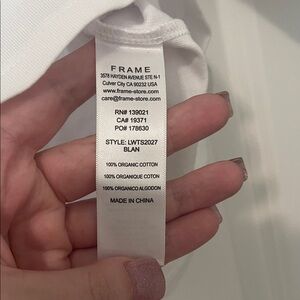 FRAME
3578 HAYDEN AVENUE STE N-1
Culver City CA 90232 USA
www.frame-store.com
care@frame-store.com
RN# 139021
CA# 19371
PO# 178630
STYLE: LWTS2027
BLAN
100% ORGANIC COTTON
100% ORGANIQUE COTON
100% ORGANICO ALGODON
MADE IN CHINA